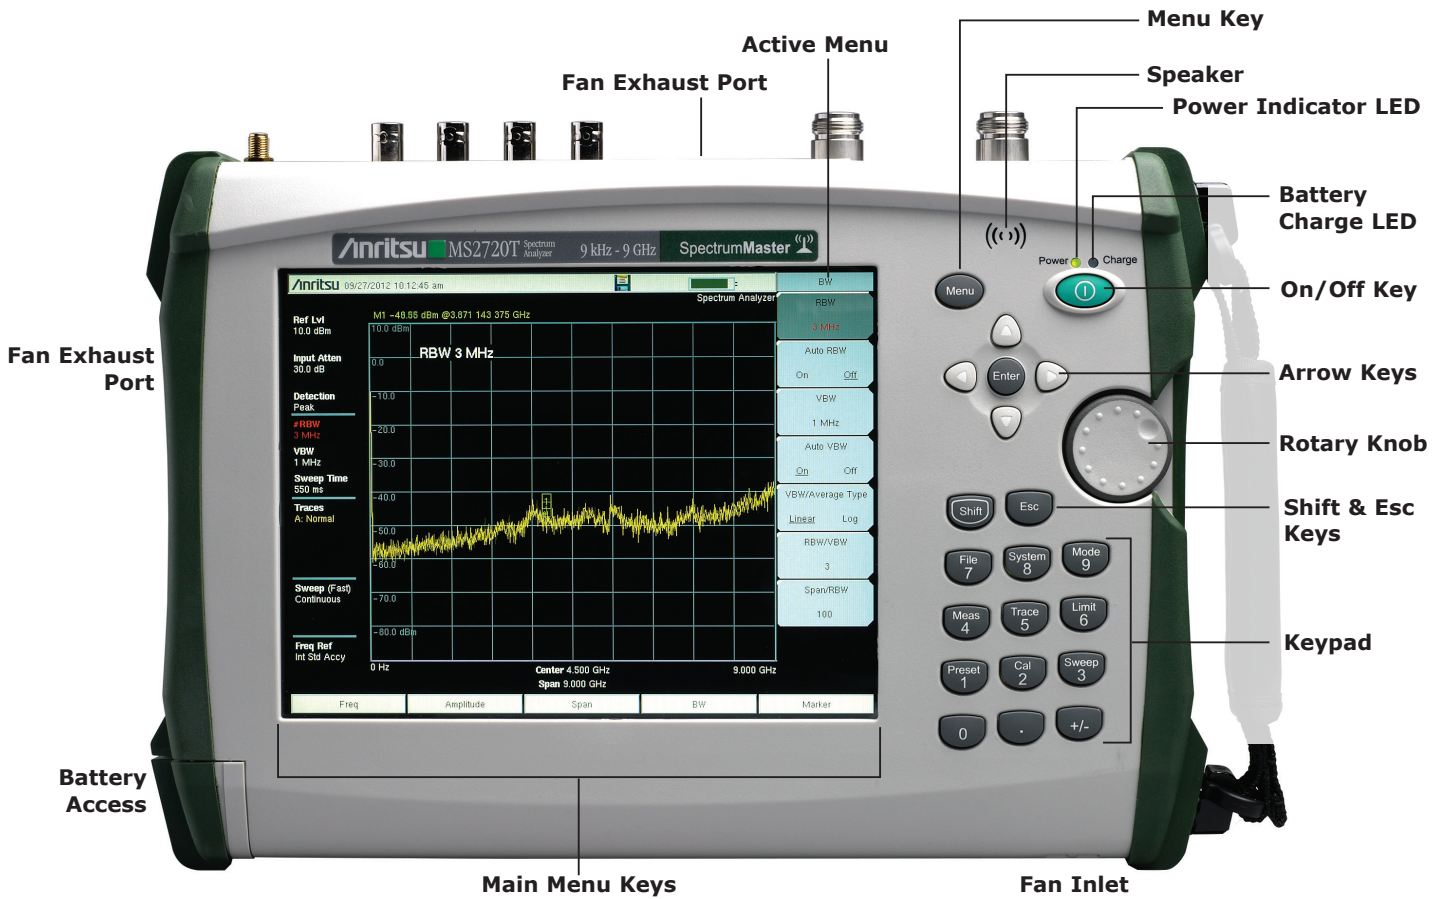 Menu Key
Active Menu
Speaker
Fan Exhaust Port
Power Indicator LED
Battery
Charge LED
On/Off Key
Arrow Keys
Rotary Knob
Shift & Esc
Keys
Keypad
Fan Exhaust
Port
Battery
Access
Main Menu Keys
Fan Inlet
Anritsu MS2720T Spectrum Analyzer 9 kHz - 9 GHz SpectrumMaster
Power Charge
Menu
Enter
Shift Esc
File 7 System 8 Mode 9
Meas 4 Trace 5 Limit 6
Preset 1 Cal 2 Sweep 3
0 . +/-
Anritsu 09/27/2012 10:12:45 am
Spectrum Analyzer
M1 -48.55 dBm @3.871 143 375 GHz
Ref Lvl
10.0 dBm
Input Atten
30.0 dB
Detection
Peak
#RBW
3 MHz
VBW
1 MHz
Sweep Time
550 ms
Traces
A: Normal
Sweep (Fast)
Continuous
Freq Ref
Int Std Accy
10.0 dBm
RBW 3 MHz
0.0
-10.0
-20.0
-30.0
-40.0
1
-50.0
-60.0
-70.0
-80.0 dBm
0 Hz Center 4.500 GHz 9.000 GHz
Span 9.000 GHz
BW
RBW
3 MHz
Auto RBW
On Off
VBW
1 MHz
Auto VBW
On Off
VBW/Average Type
Linear Log
RBW/VBW
3
Span/RBW
100
Freq Amplitude Span BW Marker